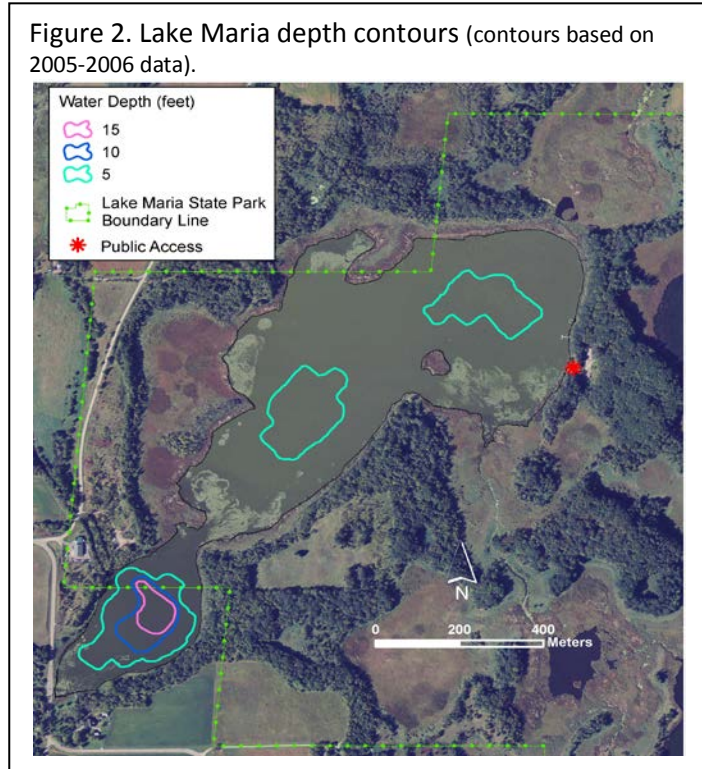 Figure 2. Lake Maria depth contours (contours based on
2005-2006 data).
Water Depth (feet)
15
10
5
Lake Maria State Park
Boundary Line
Public Access
N
0 200 400
Meters